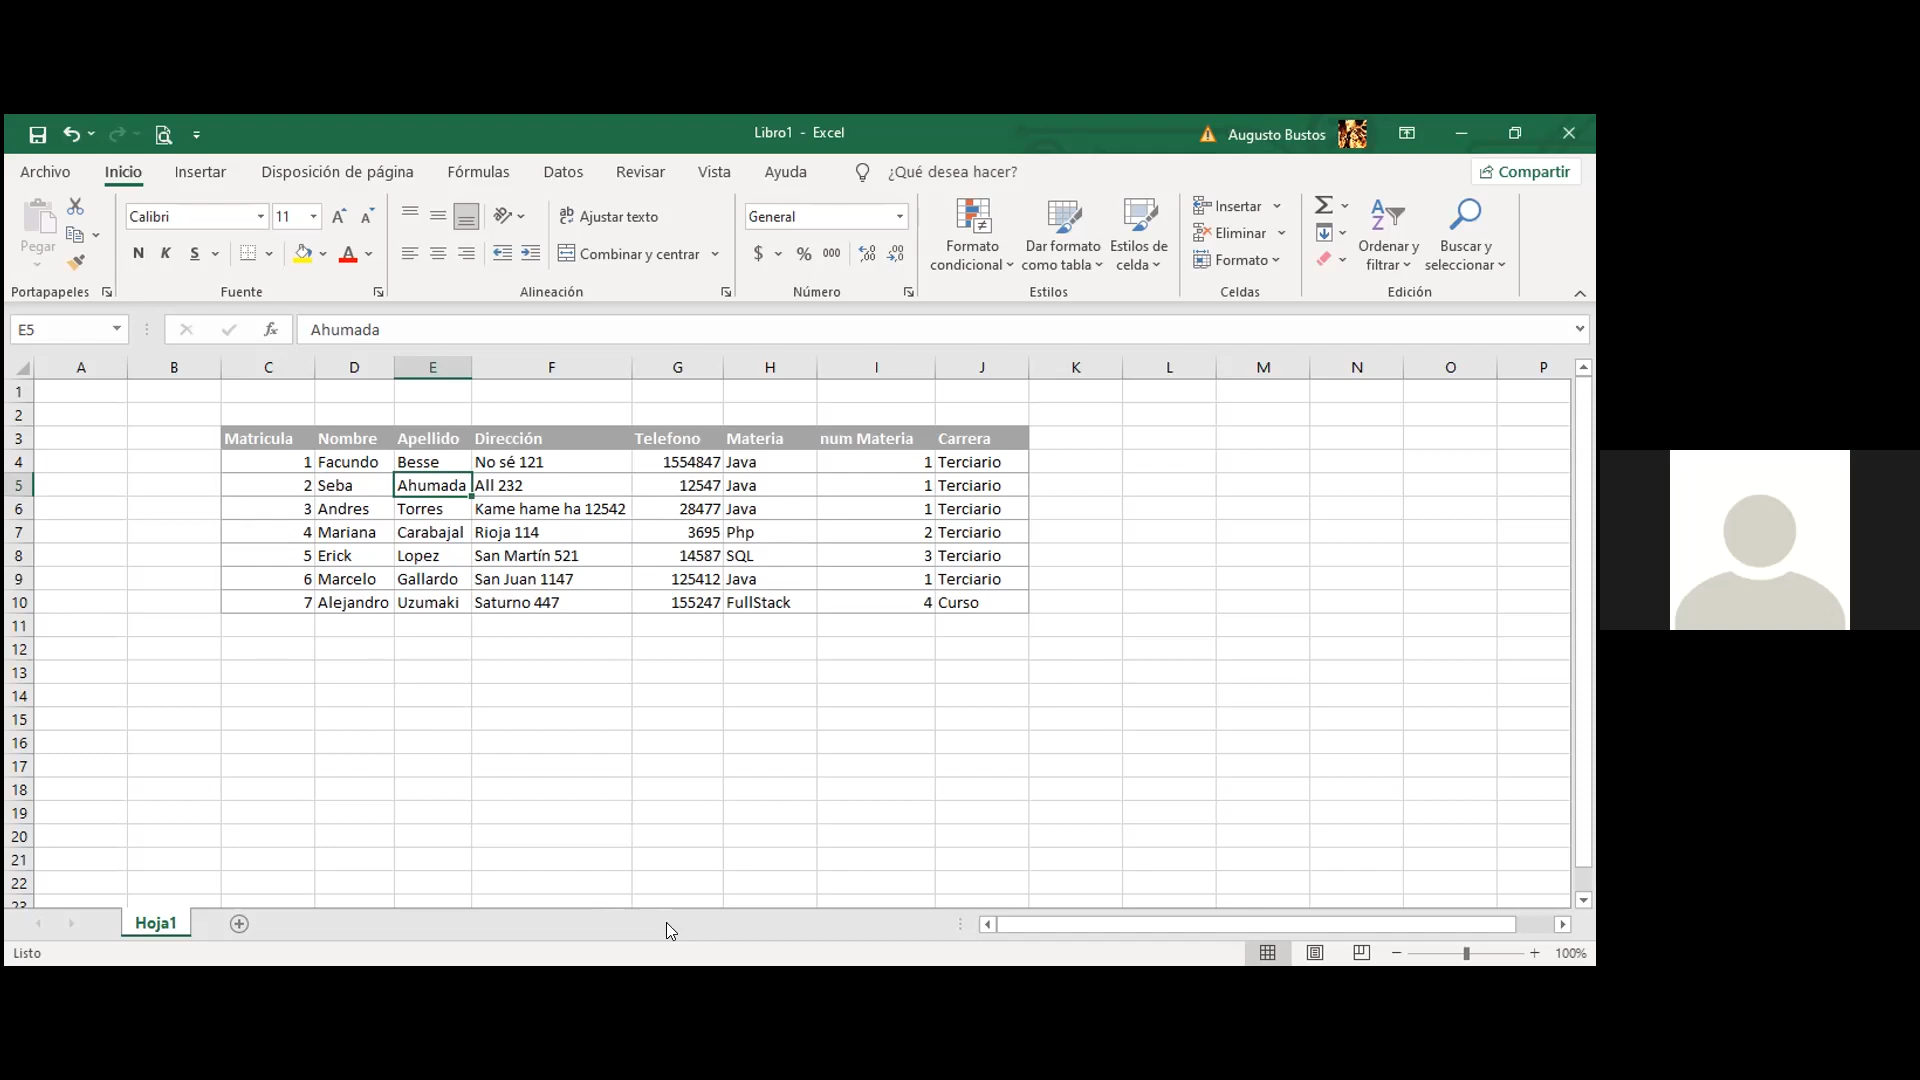 Libro1 - Excel
Augusto Bustos
Archivo Inicio Insertar Disposición de página Fórmulas Datos Revisar Vista Ayuda ¿Qué desea hacer? Compartir
Pegar
Calibri 11
N K S
Ajustar texto
Combinar y centrar
General
$ % 000
Formato condicional
Dar formato como tabla
Estilos de celda
Insertar
Eliminar
Formato
Ordenar y filtrar
Buscar y seleccionar
Portapapeles Fuente Alineación Número Estilos Celdas Edición
E5 fx Ahumada
A B C D E F G H I J K L M N O P
1
2
3 Matricula Nombre Apellido Dirección Telefono Materia num Materia Carrera
4 1 Facundo Besse No sé 121 1554847 Java 1 Terciario
5 2 Seba Ahumada All 232 12547 Java 1 Terciario
6 3 Andres Torres Kame hame ha 12542 28477 Java 1 Terciario
7 4 Mariana Carabajal Rioja 114 3695 Php 2 Terciario
8 5 Erick Lopez San Martín 521 14587 SQL 3 Terciario
9 6 Marcelo Gallardo San Juan 1147 125412 Java 1 Terciario
10 7 Alejandro Uzumaki Saturno 447 155247 FullStack 4 Curso
11
12
13
14
15
16
17
18
19
20
21
22
23
Hoja1
Listo 100%